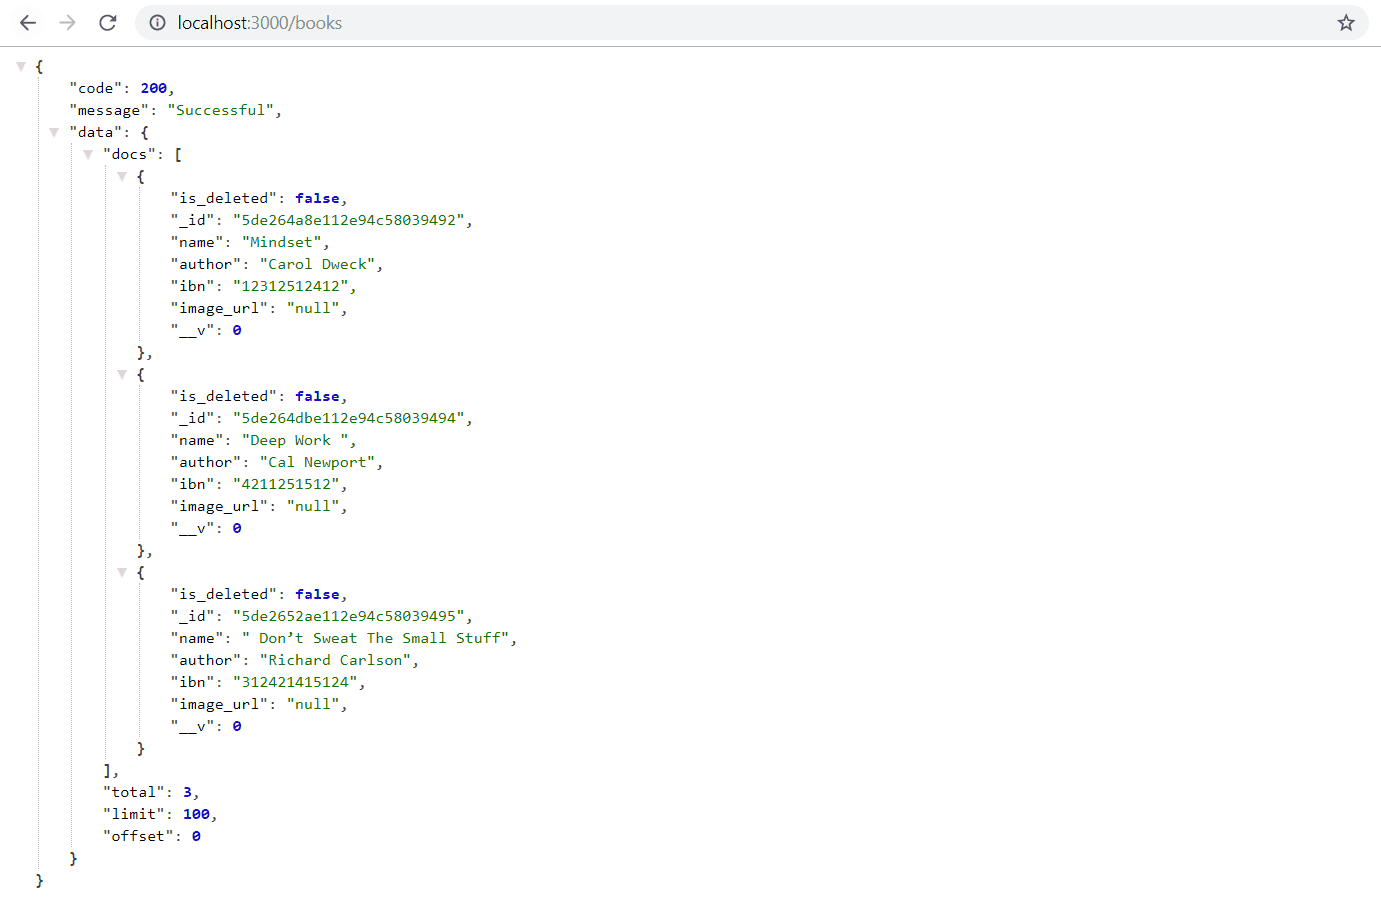 localhost:3000/books
{
"code": 200,
"message": "Successful",
"data": {
"docs": [
{
"is_deleted": false,
"_id": "5de264a8e112e94c58039492",
"name": "Mindset",
"author": "Carol Dweck",
"ibn": "12312512412",
"image_url": "null",
"__v": 0
},
{
"is_deleted": false,
"_id": "5de264dbe112e94c58039494",
"name": "Deep Work ",
"author": "Cal Newport",
"ibn": "4211251512",
"image_url": "null",
"__v": 0
},
{
"is_deleted": false,
"_id": "5de2652ae112e94c58039495",
"name": " Don’t Sweat The Small Stuff",
"author": "Richard Carlson",
"ibn": "312421415124",
"image_url": "null",
"__v": 0
}
],
"total": 3,
"limit": 100,
"offset": 0
}
}